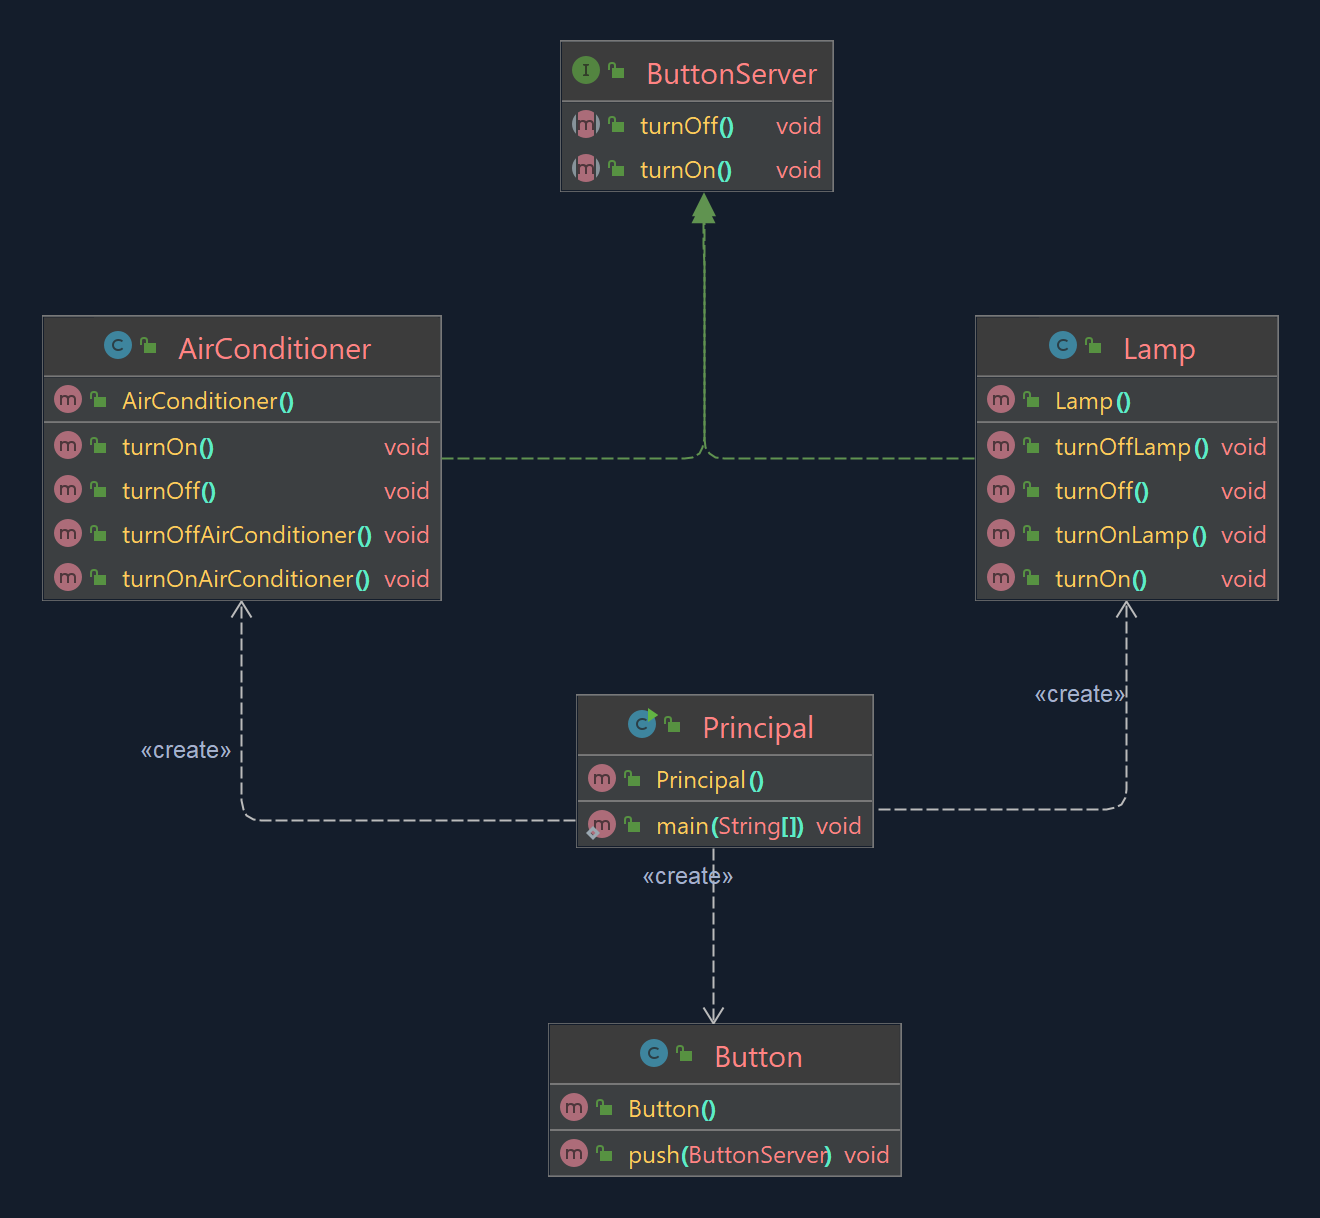 I ButtonServer
m turnOff() void
m turnOn() void
C AirConditioner
m AirConditioner()
m turnOn() void
m turnOff() void
m turnOffAirConditioner() void
m turnOnAirConditioner() void
C Lamp
m Lamp()
m turnOffLamp() void
m turnOff() void
m turnOnLamp() void
m turnOn() void
«create»
«create»
C Principal
m Principal()
m main(String[]) void
«create»
C Button
m Button()
m push(ButtonServer) void